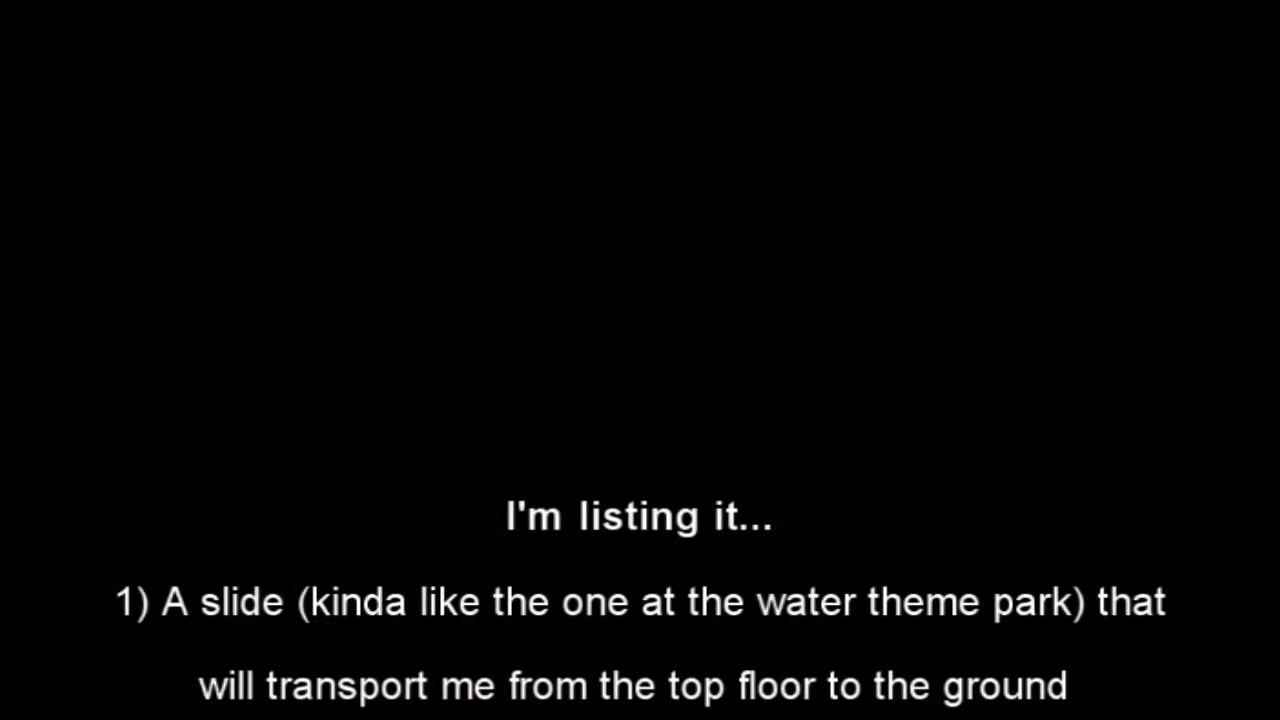 I'm listing it...
1) A slide (kinda like the one at the water theme park) that
will transport me from the top floor to the ground